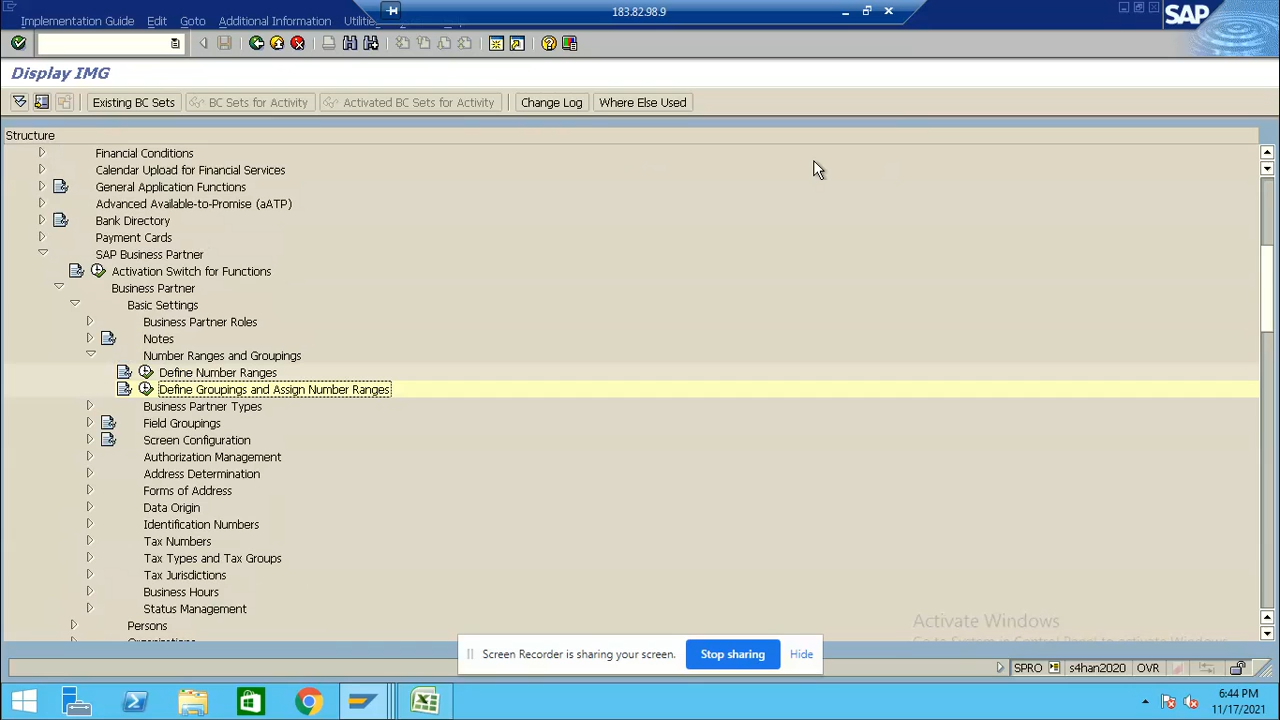 183.82.98.9
Implementation Guide Edit Goto Additional Information
SAP
Display IMG
Existing BC Sets BC Sets for Activity Activated BC Sets for Activity Change Log Where Else Used
Structure
Financial Conditions
Calendar Upload for Financial Services
General Application Functions
Advanced Available-to-Promise (aATP)
Bank Directory
Payment Cards
SAP Business Partner
Activation Switch for Functions
Business Partner
Basic Settings
Business Partner Roles
Notes
Number Ranges and Groupings
Define Number Ranges
Define Groupings and Assign Number Ranges
Business Partner Types
Field Groupings
Screen Configuration
Authorization Management
Address Determination
Forms of Address
Data Origin
Identification Numbers
Tax Numbers
Tax Types and Tax Groups
Tax Jurisdictions
Business Hours
Status Management
Persons
Activate Windows
Screen Recorder is sharing your screen. Stop sharing Hide
SPRO s4han2020 OVR
6:44 PM
11/17/2021